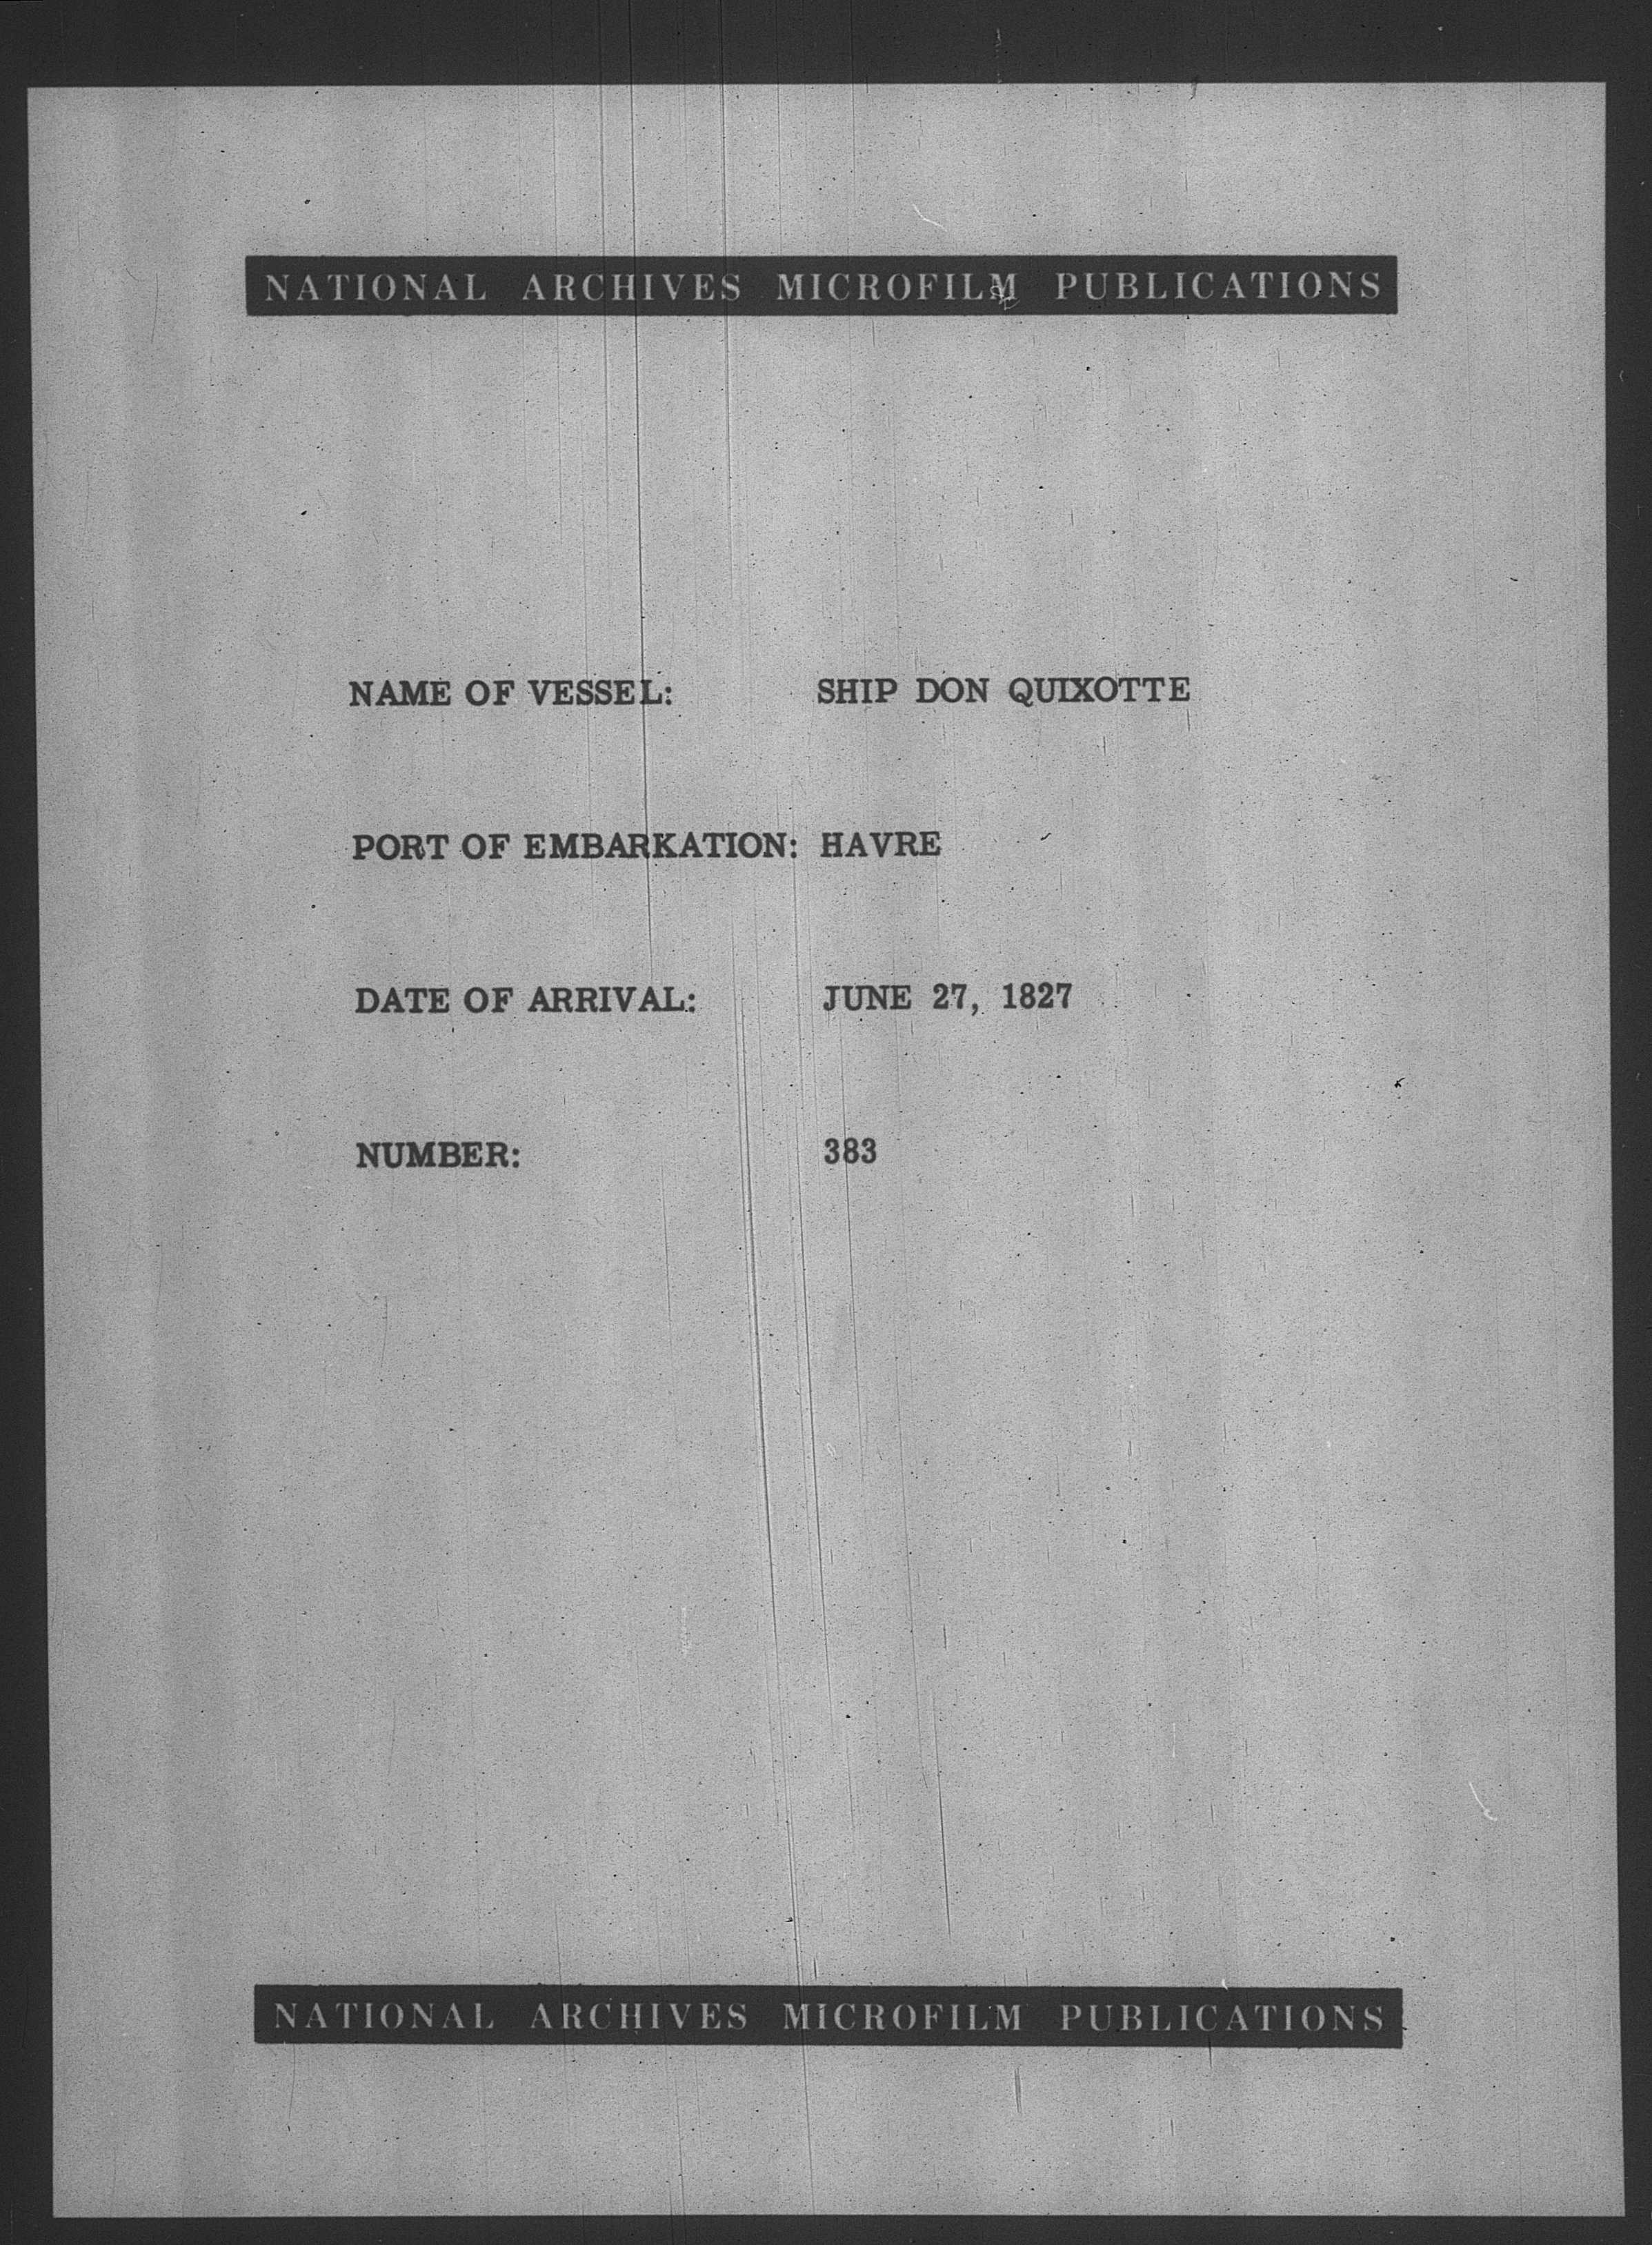 NATIONAL ARCHIVES MICROFILM PUBLICATIONS
NAME OF VESSEL: SHIP DON QUIXOTTE
PORT OF EMBARKATION: HAVRE
DATE OF ARRIVAL: JUNE 27, 1827
NUMBER: 383
NATIONAL ARCHIVES MICROFILM PUBLICATIONS